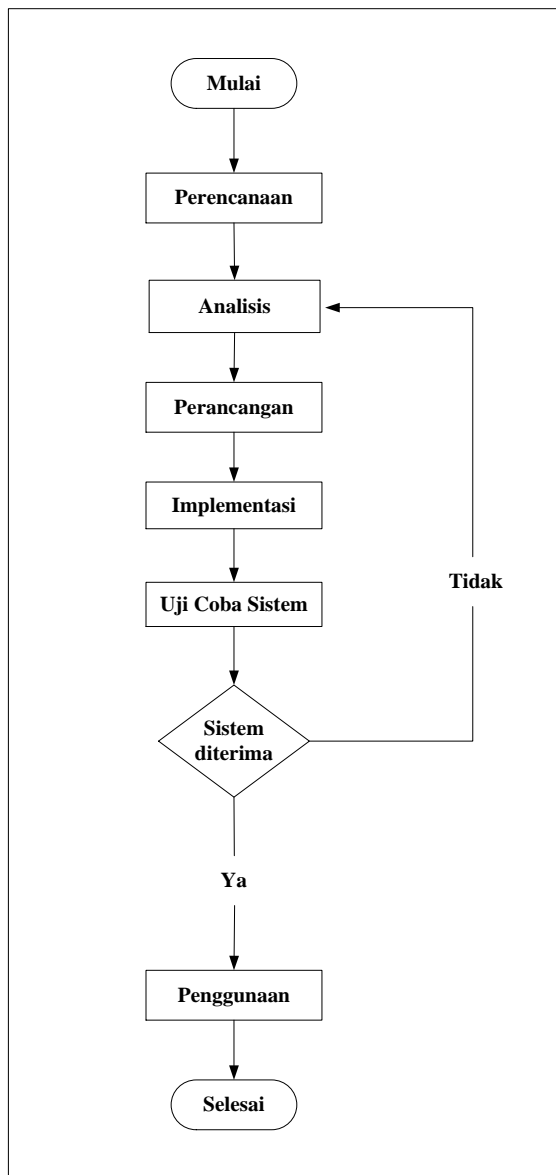 Mulai
Perencanaan
Analisis
Perancangan
Implementasi
Uji Coba Sistem
Tidak
Sistem
diterima
Ya
Penggunaan
Selesai